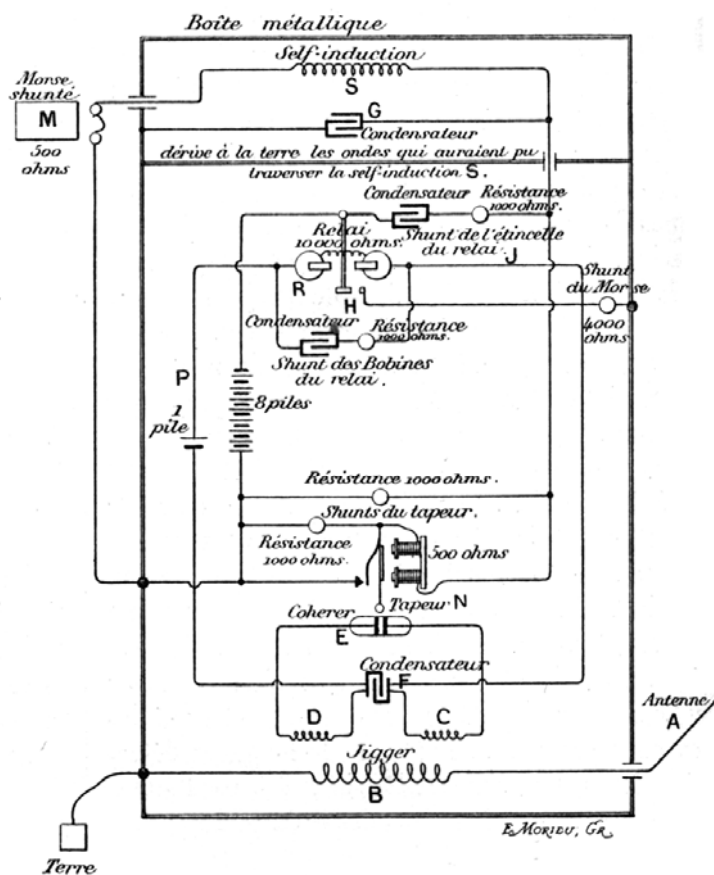 Boîte métallique
Self-induction
S
Morse
shunté
M
500
ohms
G
Condensateur
dérive à la terre les ondes qui auraient pu
traverser la self-induction S.
Condensateur
Résistance
1000 ohms.
Shunt de l'étincelle
du relai.
Relai
10000 ohms.
J
R
H
Shunt
du Morse
4000
ohms
Condensateur
Résistance
1000 ohms.
Shunt des Bobines
du relai.
P
1
pile
8 piles
Résistance 1000 ohms.
Shunts du tapeur.
Résistance
1000 ohms.
500 ohms
Tapeur N
Coherer
E
Condensateur
F
D
C
Antenne
A
Jigger
B
E. MORIEU, GR.
Terre